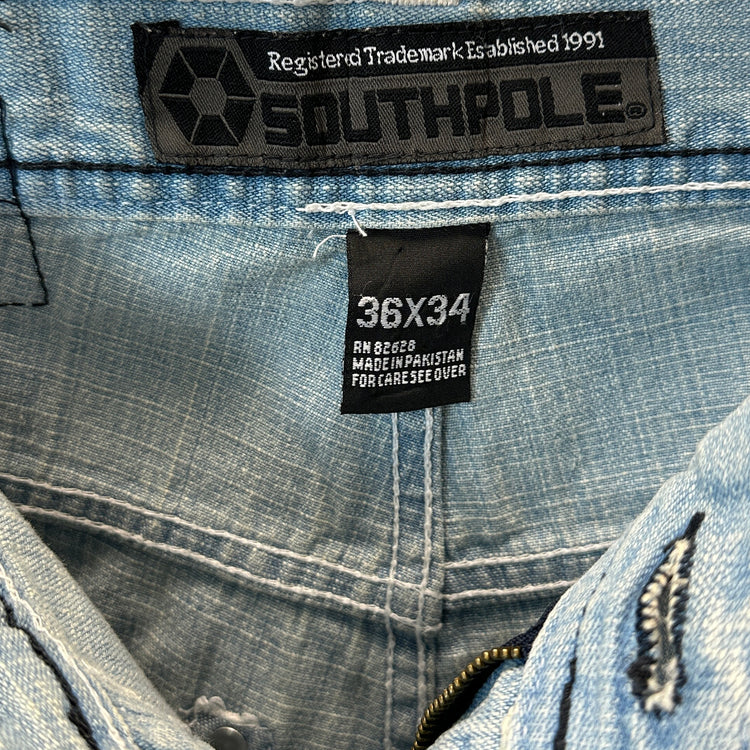 Registered Trademark Established 1991
SOUTHPOLE®
36X34
RN 82628
MADE IN PAKISTAN
FOR CARE SEE OVER